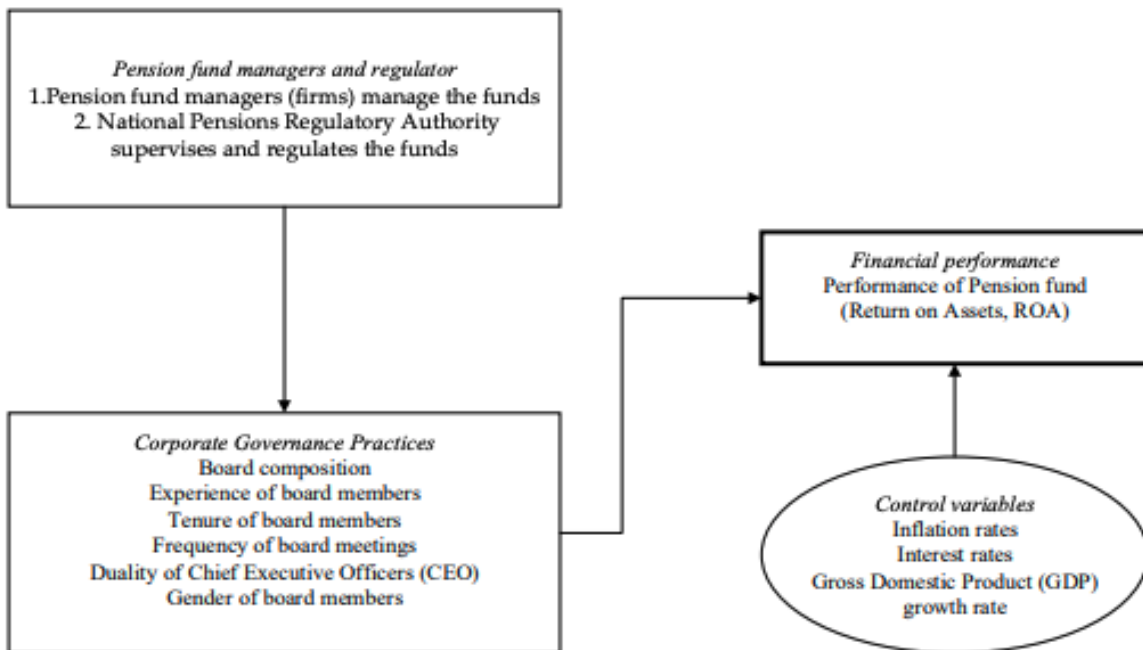 Pension fund managers and regulator
1.Pension fund managers (firms) manage the funds
2. National Pensions Regulatory Authority
supervises and regulates the funds
Financial performance
Performance of Pension fund
(Return on Assets, ROA)
Corporate Governance Practices
Board composition
Experience of board members
Tenure of board members
Frequency of board meetings
Duality of Chief Executive Officers (CEO)
Gender of board members
Control variables
Inflation rates
Interest rates
Gross Domestic Product (GDP)
growth rate